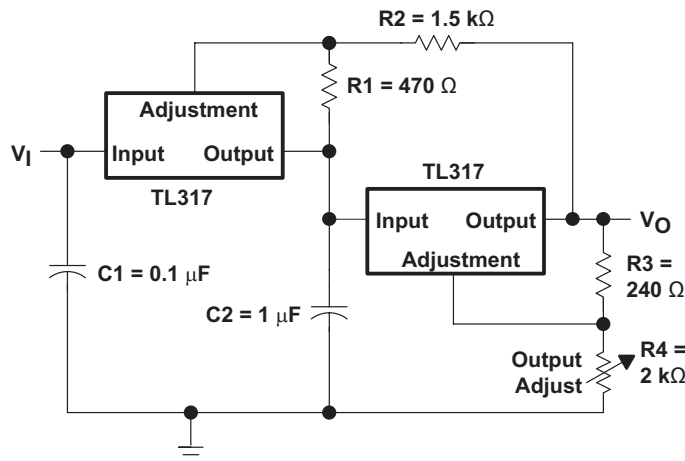 R2 = 1.5 kΩ
R1 = 470 Ω
Adjustment
VI
Input
Output
TL317
TL317
Input
Output
VO
Adjustment
C1 = 0.1 μF
R3 =
240 Ω
C2 = 1 μF
Output
Adjust
R4 =
2 kΩ